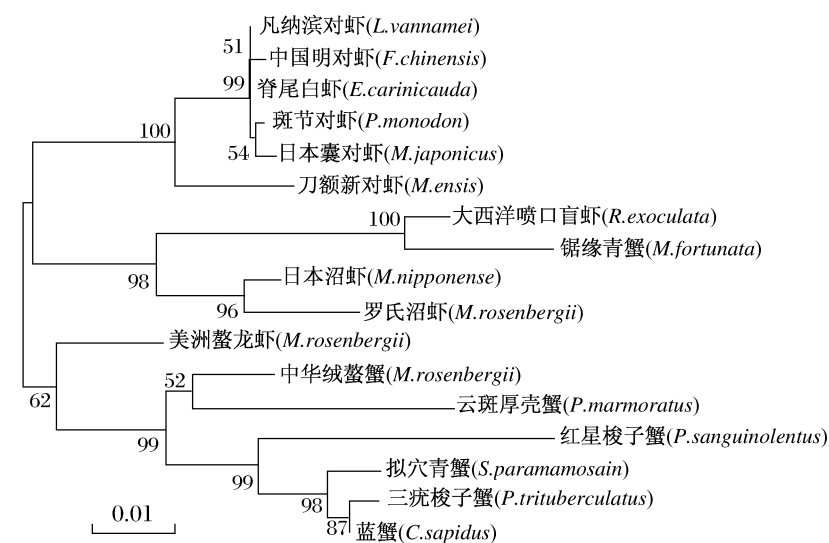 凡纳滨对虾(L.vannamei)
51
中国明对虾(F.chinensis)
99
脊尾白虾(E.carinicauda)
斑节对虾(P.monodon)
100
54
日本囊对虾(M.japonicus)
刀额新对虾(M.ensis)
100
大西洋喷口盲虾(R.exoculata)
锯缘青蟹(M.fortunata)
98
日本沼虾(M.nipponense)
96
罗氏沼虾(M.rosenbergii)
美洲螯龙虾(M.rosenbergii)
62
52
中华绒螯蟹(M.rosenbergii)
云斑厚壳蟹(P.marmoratus)
99
红星梭子蟹(P.sanguinolentus)
99
拟穴青蟹(S.paramamosain)
98
三疣梭子蟹(P.trituberculatus)
87
蓝蟹(C.sapidus)
0.01